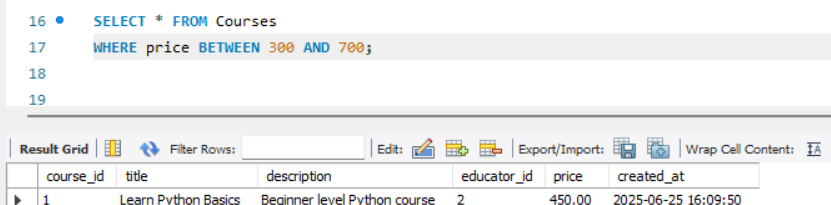 16 SELECT * FROM Courses
17 WHERE price BETWEEN 300 AND 700;
18
19
Result Grid Filter Rows: Edit: Export/Import: Wrap Cell Content: IA
course_id title description educator_id price created_at
1 Learn Python Basics Beginner level Python course 2 450.00 2025-06-25 16:09:50